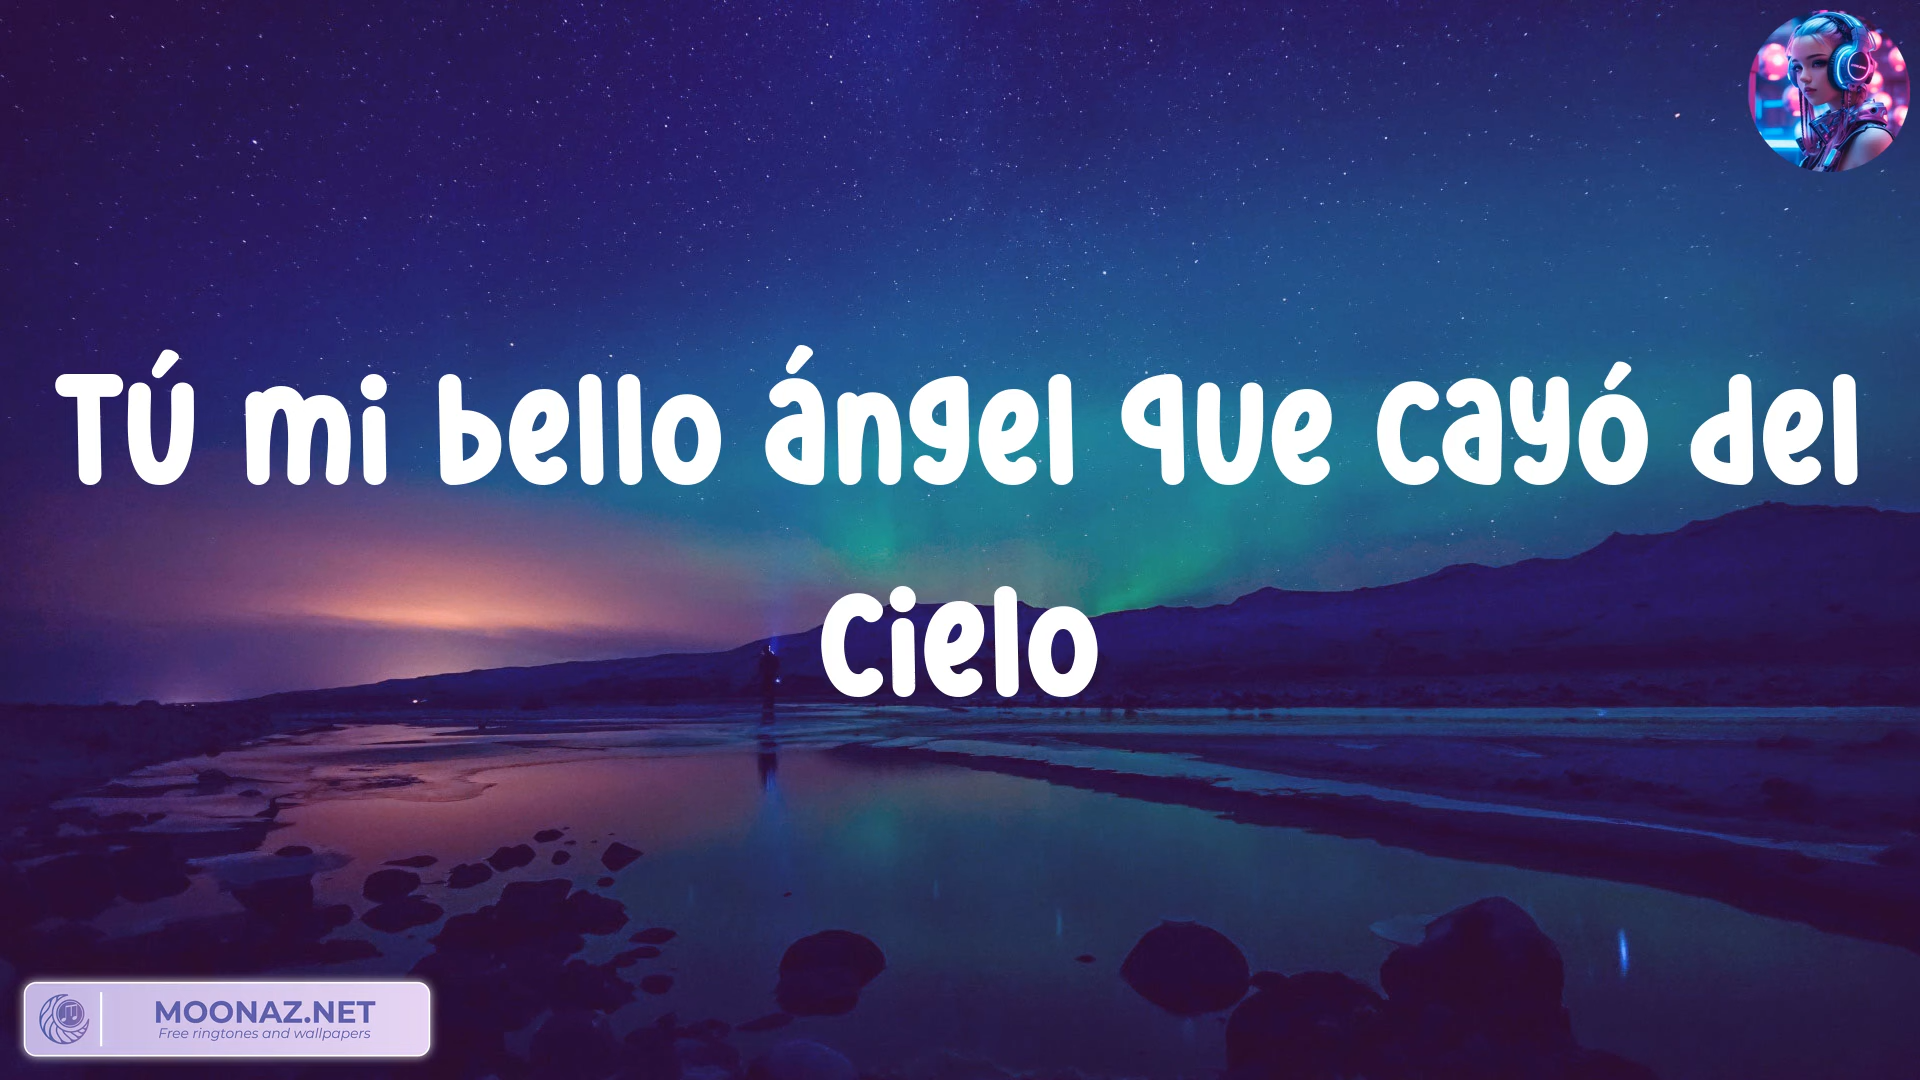 Tú mi bello ángel que cayó del
cielo
MOONAZ.NET
Free ringtones and wallpapers